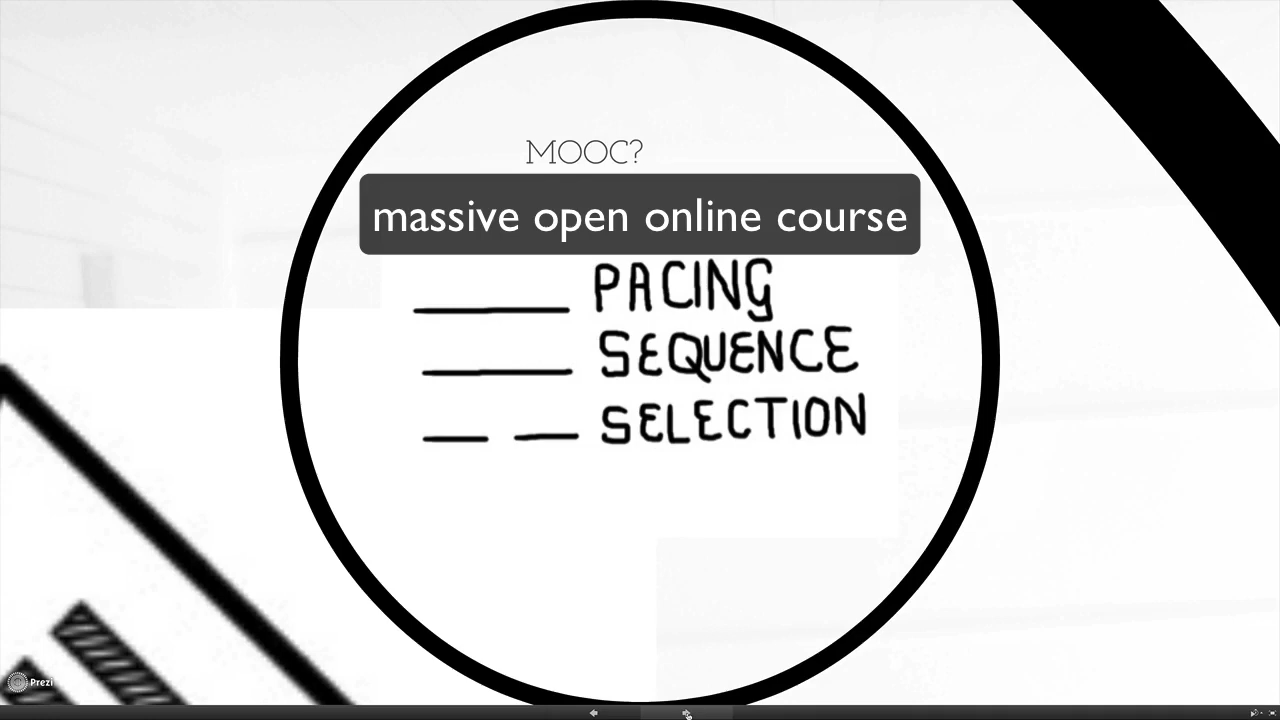 MOOC?
massive open online course
PACING
SEQUENCE
SELECTION
Prezi